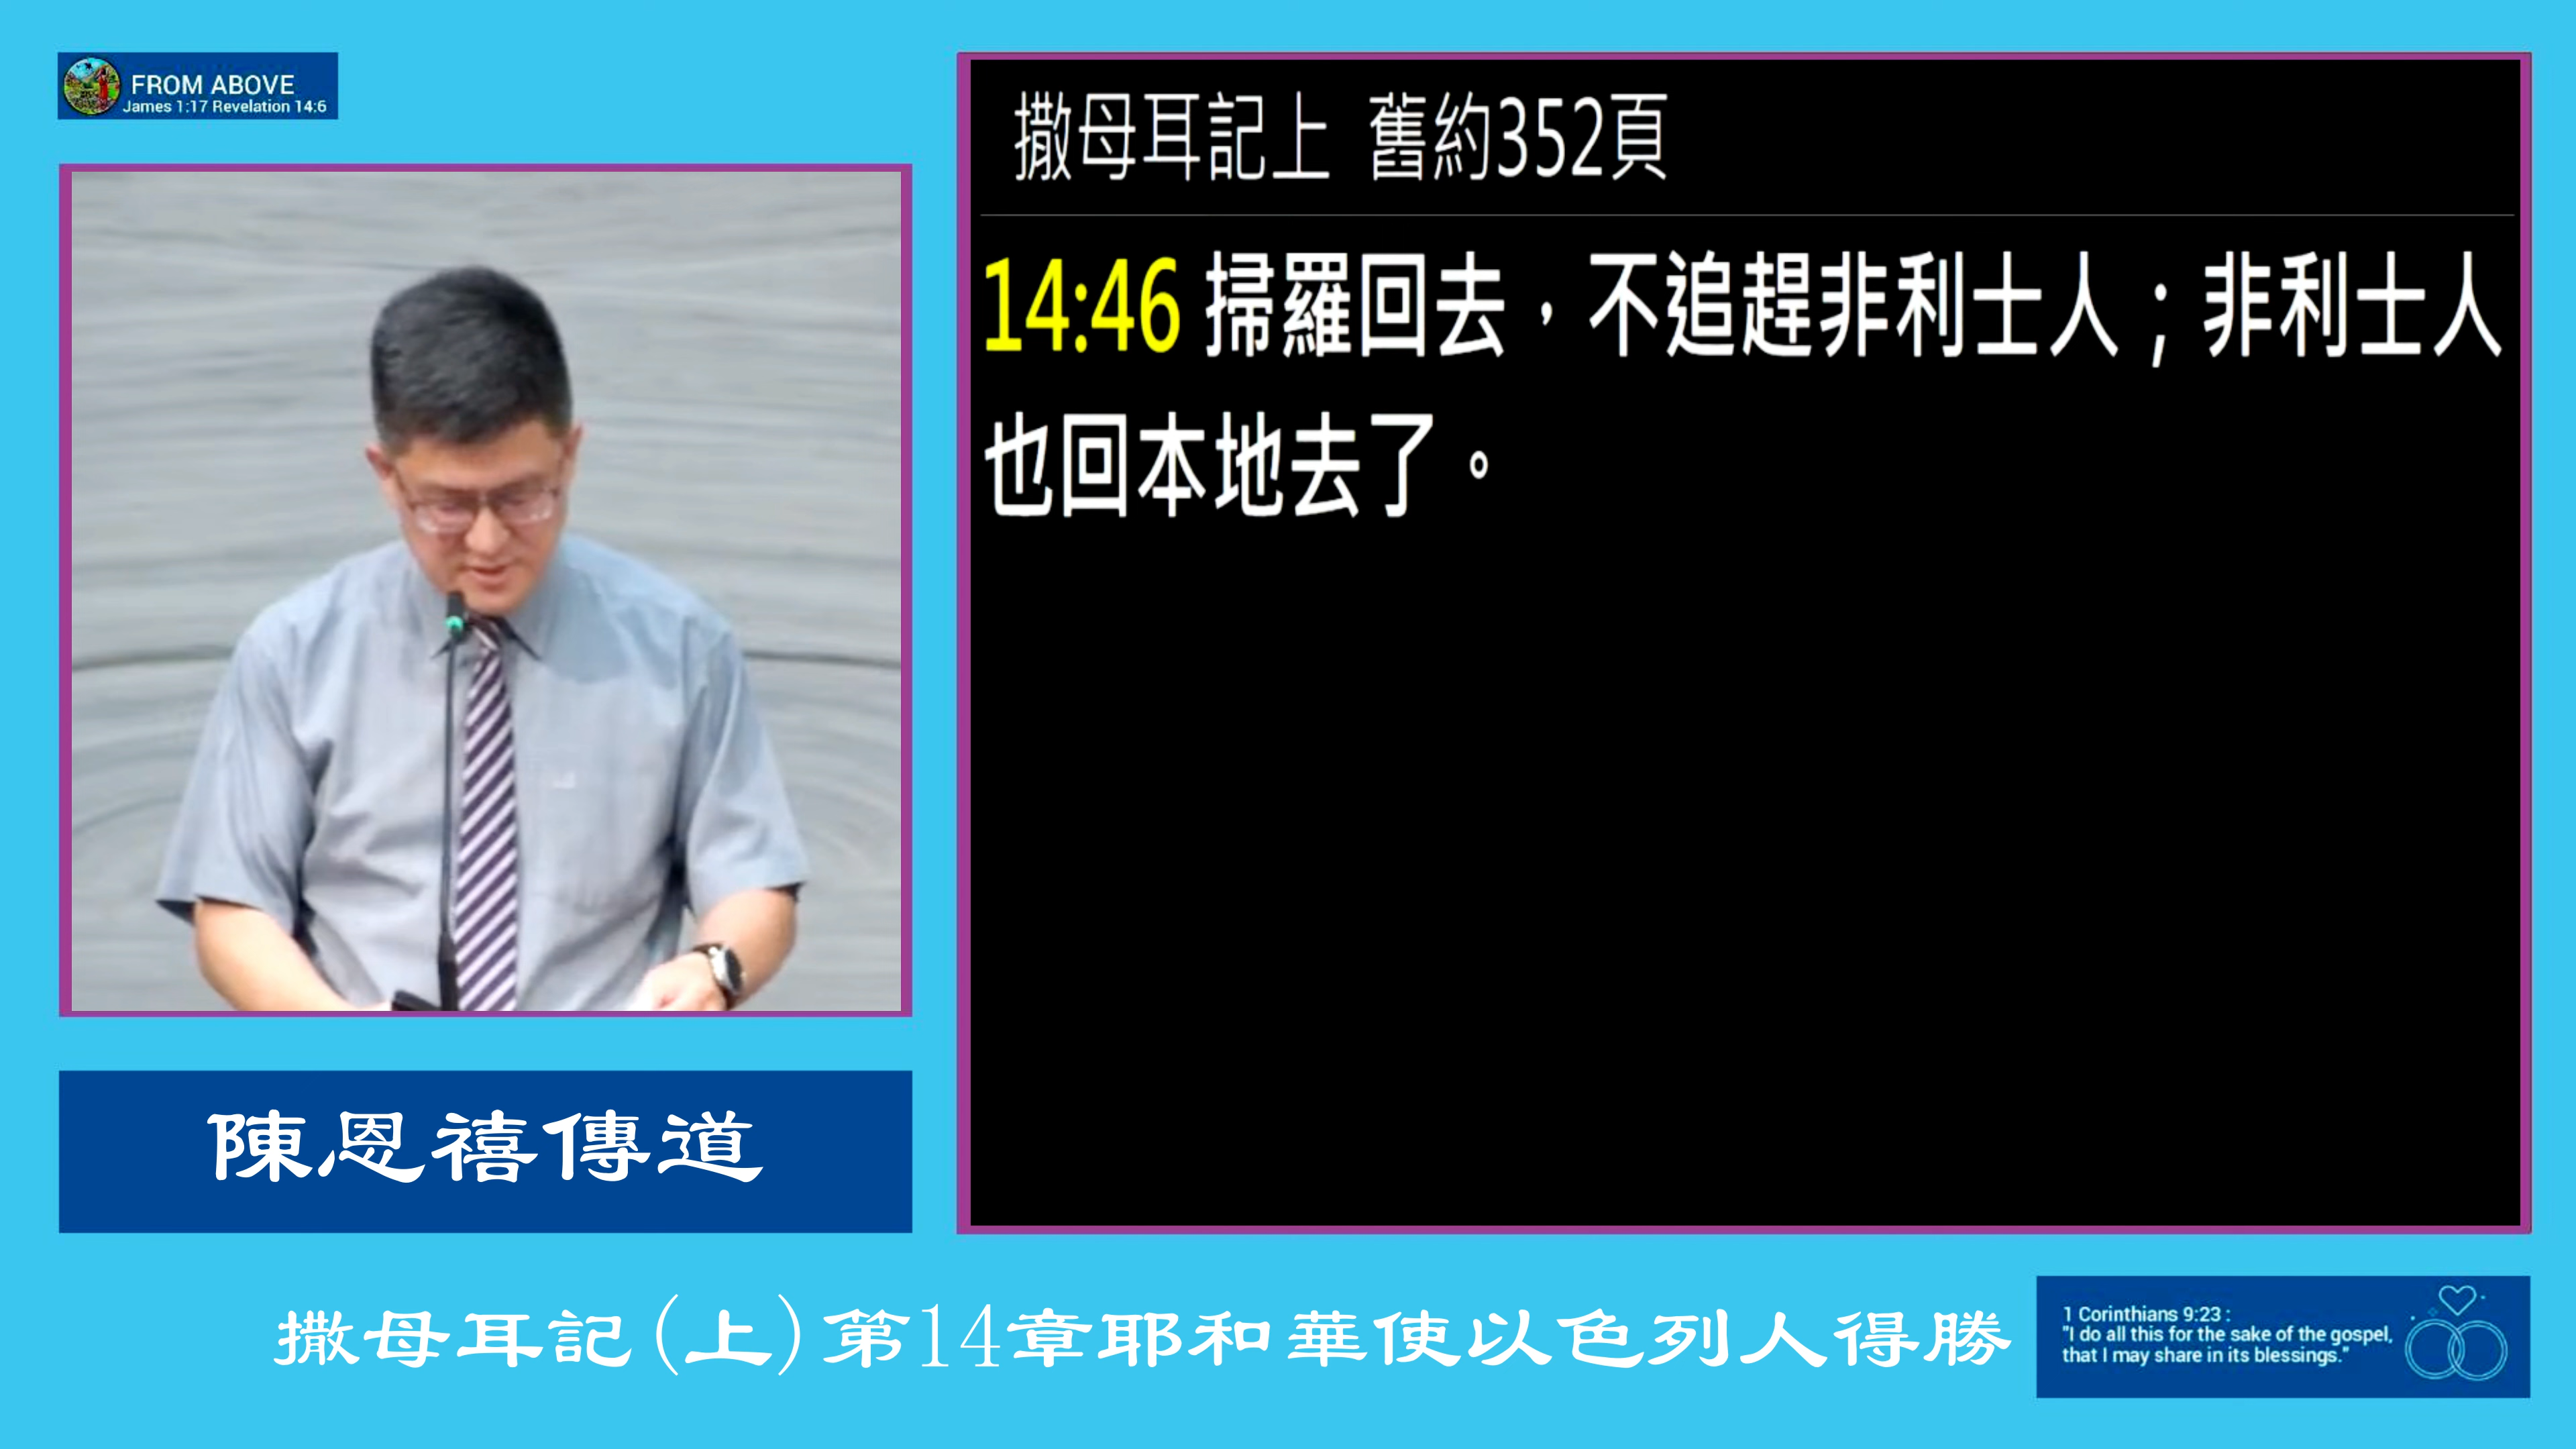 FROM ABOVE
James 1:17 Revelation 14:6
撒母耳記上 舊約352頁
14:46 掃羅回去，不追趕非利士人；非利士人
也回本地去了。
陳恩禧傳道
撒母耳記(上)第14章耶和華使以色列人得勝
1 Corinthians 9:23 :
"I do all this for the sake of the gospel,
that I may share in its blessings."